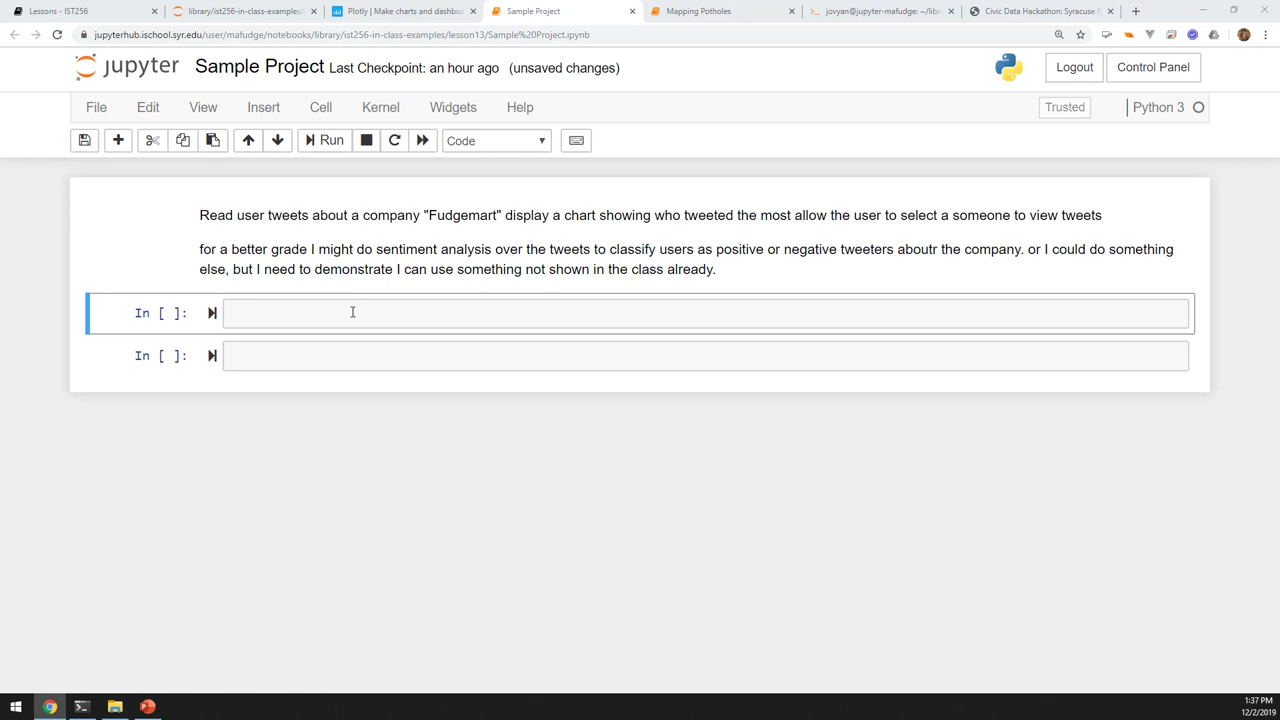 Lessons - IST256
library/ist256-in-class-examples/
Plotly | Make charts and dashboa
Sample Project
Mapping Potholes
jovyan@jupyter-mafudge: ~/libr
Civic Data Hackathon: Syracuse R
jupyterhub.ischool.syr.edu/user/mafudge/notebooks/library/ist256-in-class-examples/lesson13/Sample%20Project.ipynb
jupyter Sample Project Last Checkpoint: an hour ago (unsaved changes)
Logout
Control Panel
File Edit View Insert Cell Kernel Widgets Help
Trusted
Python 3
Run
Code
Read user tweets about a company "Fudgemart" display a chart showing who tweeted the most allow the user to select a someone to view tweets
for a better grade I might do sentiment analysis over the tweets to classify users as positive or negative tweeters aboutr the company. or I could do something
else, but I need to demonstrate I can use something not shown in the class already.
In [ ]:
In [ ]:
1:37 PM
12/2/2019